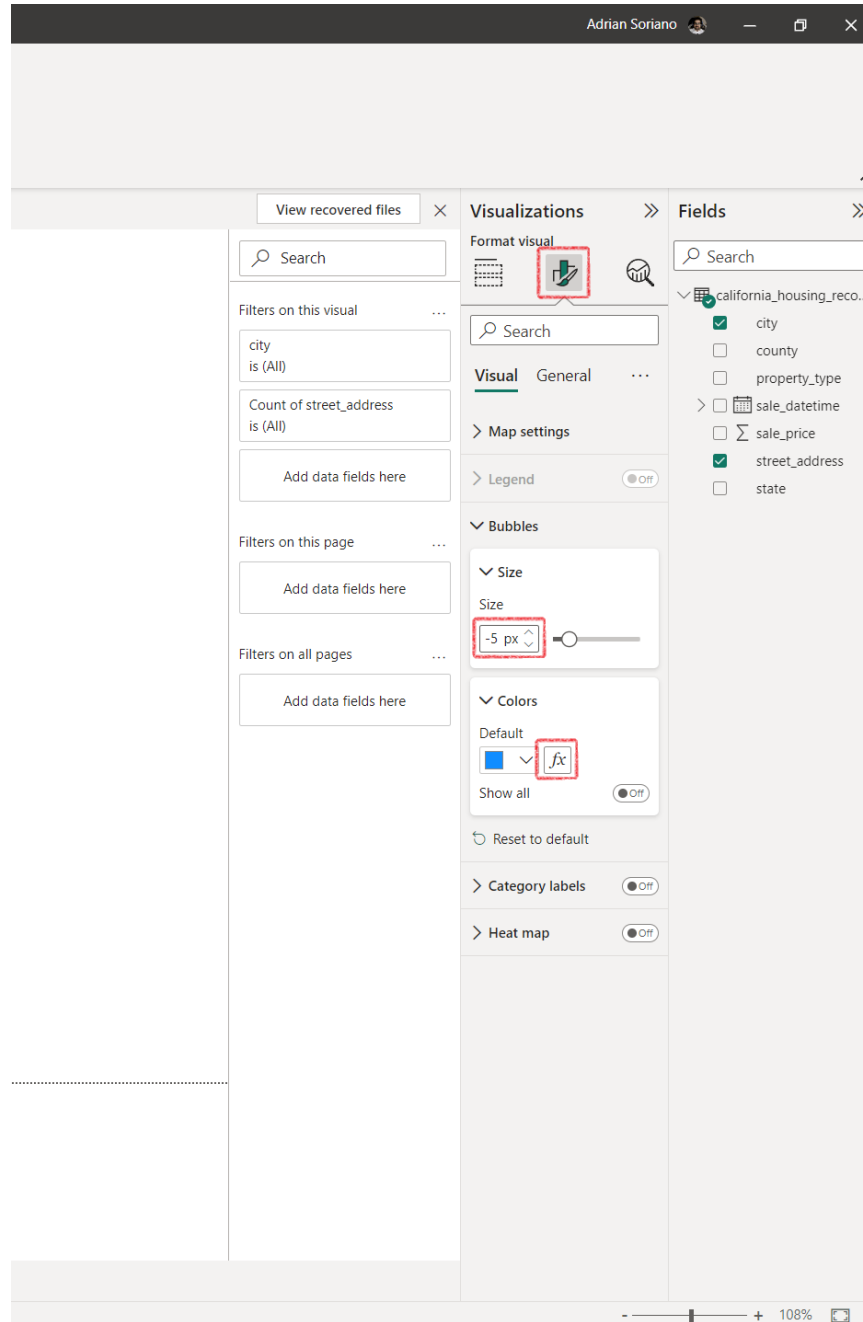 Adrian Soriano
View recovered files
Search
Filters on this visual
...
city
is (All)
Count of street_address
is (All)
Add data fields here
Filters on this page
...
Add data fields here
Filters on all pages
...
Add data fields here
Visualizations
Format visual
Search
Visual General ...
Map settings
Legend Off
Bubbles
Size
Size
-5 px
Colors
Default
fx
Show all Off
Reset to default
Category labels Off
Heat map Off
Fields
Search
california_housing_reco...
city
county
property_type
sale_datetime
∑ sale_price
street_address
state
- + 108%